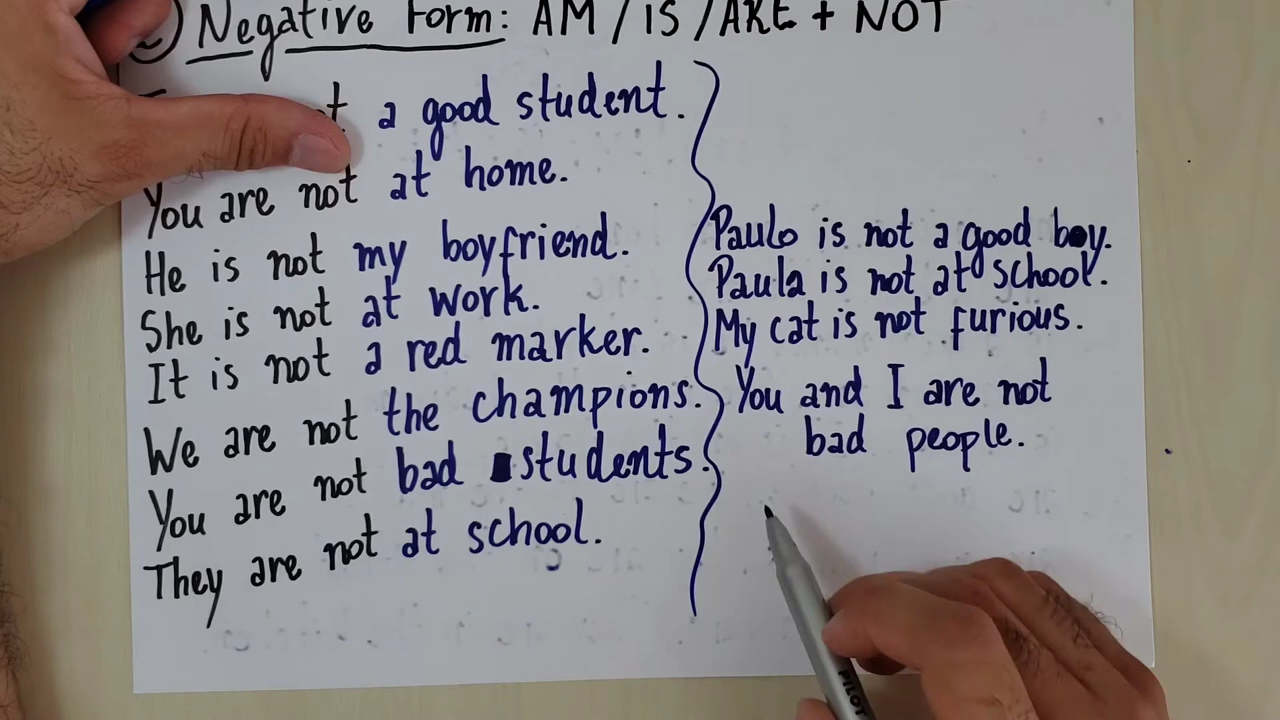 Negative Form: AM / IS / ARE + NOT
a good student.
You are not at home.
He is not my boyfriend.
She is not at work.
It is not a red marker.
We are not the champions.
You are not bad students.
They are not at school.
Paulo is not a good boy.
Paula is not at school.
My cat is not furious.
You and I are not
bad people.
PILOT